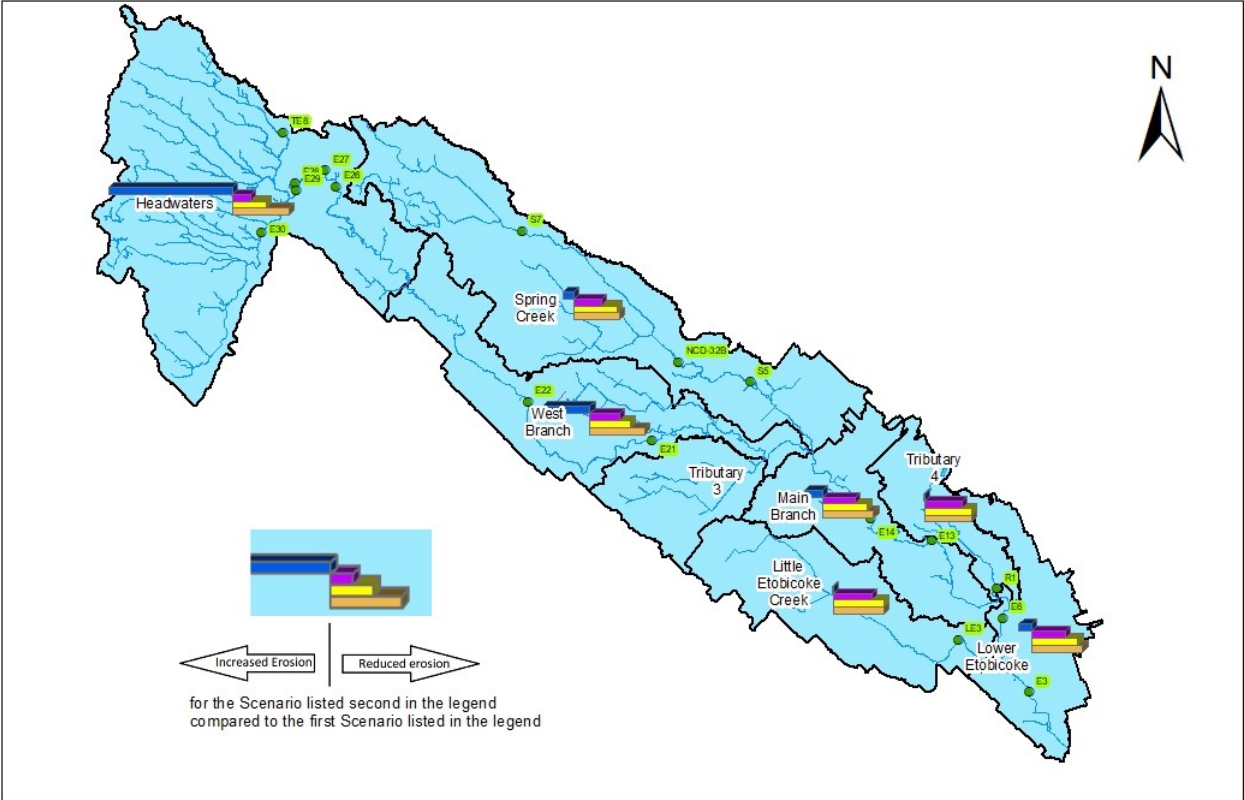 N
TE8
E27
E28
E29
E26
Headwaters
E30
S7
Spring
Creek
NCD-32B
S5
E22
West
Branch
E21
Tributary
3
Tributary
4
Main
Branch
E14
E13
Little
Etobicoke
Creek
R1
E6
LE3
Lower
Etobicoke
E3
Increased Erosion
Reduced erosion
for the Scenario listed second in the legend
compared to the first Scenario listed in the legend